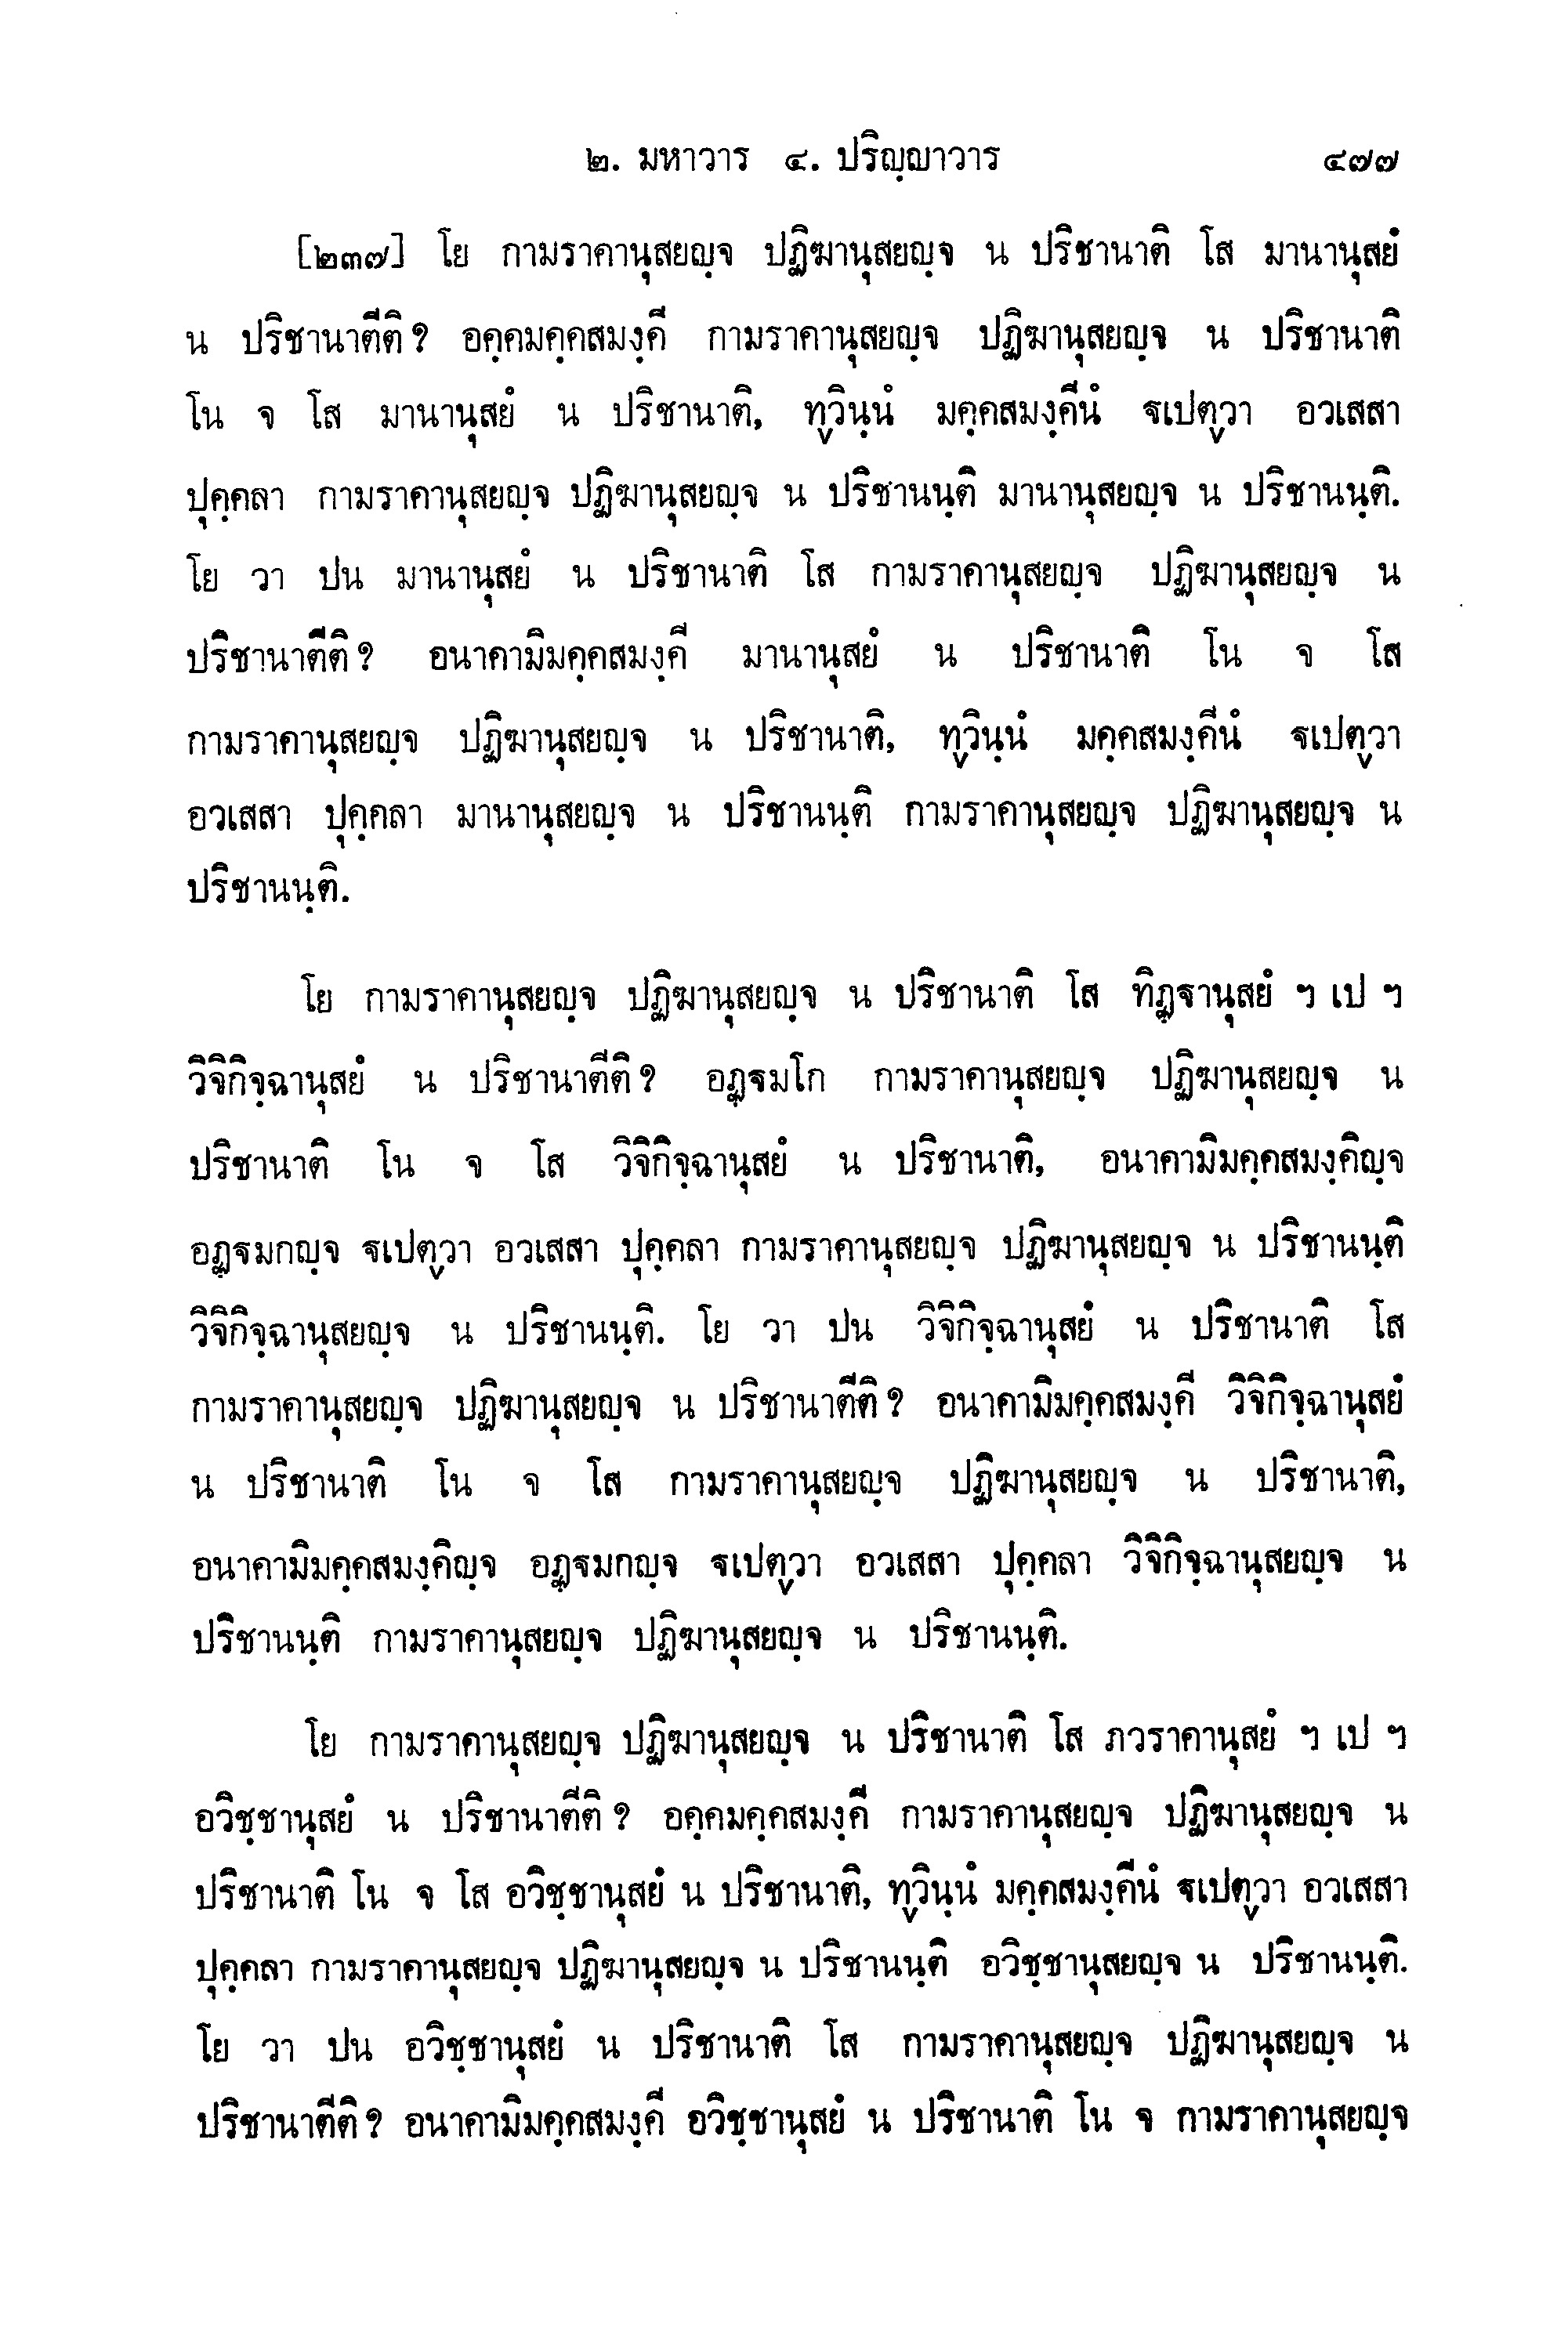 ๒. มหาวาร ๔. ปริญฺญาวาร ๔๗๗
[๒๓๗] โย กามราคานุสยญฺจ ปฏิฆานุสยญฺจ น ปริชานาติ โส มานานุสยํ
น ปริชานาตีติ? อคฺคมคฺคสมงฺคี กามราคานุสยญฺจ ปฏิฆานุสยญฺจ น ปริชานาติ
โน จ โส มานานุสยํ น ปริชานาติ, ทฺวินฺนํ มคฺคสมงฺคีนํ ฐเปตฺวา อวเสสา
ปุคฺคลา กามราคานุสยญฺจ ปฏิฆานุสยญฺจ น ปริชานนฺติ มานานุสยญฺจ น ปริชานนฺติ.
โย วา ปน มานานุสยํ น ปริชานาติ โส กามราคานุสยญฺจ ปฏิฆานุสยญฺจ น
ปริชานาตีติ? อนาคามิมคฺคสมงฺคี มานานุสยํ น ปริชานาติ โน จ โส
กามราคานุสยญฺจ ปฏิฆานุสยญฺจ น ปริชานาติ, ทฺวินฺนํ มคฺคสมงฺคีนํ ฐเปตฺวา
อวเสสา ปุคฺคลา มานานุสยญฺจ น ปริชานนฺติ กามราคานุสยญฺจ ปฏิฆานุสยญฺจ น
ปริชานนฺติ.
โย กามราคานุสยญฺจ ปฏิฆานุสยญฺจ น ปริชานาติ โส ทิฏฺฐานุสยํ ฯ เป ฯ
วิจิกิจฺฉานุสยํ น ปริชานาตีติ? อฏฺฐมโก กามราคานุสยญฺจ ปฏิฆานุสยญฺจ น
ปริชานาติ โน จ โส วิจิกิจฺฉานุสยํ น ปริชานาติ, อนาคามิมคฺคสมงฺคิญฺจ
อฏฺฐมกญฺจ ฐเปตฺวา อวเสสา ปุคฺคลา กามราคานุสยญฺจ ปฏิฆานุสยญฺจ น ปริชานนฺติ
วิจิกิจฺฉานุสยญฺจ น ปริชานนฺติ. โย วา ปน วิจิกิจฺฉานุสยํ น ปริชานาติ โส
กามราคานุสยญฺจ ปฏิฆานุสยญฺจ น ปริชานาตีติ? อนาคามิมคฺคสมงฺคี วิจิกิจฺฉานุสยํ
น ปริชานาติ โน จ โส กามราคานุสยญฺจ ปฏิฆานุสยญฺจ น ปริชานาติ,
อนาคามิมคฺคสมงฺคิญฺจ อฏฺฐมกญฺจ ฐเปตฺวา อวเสสา ปุคฺคลา วิจิกิจฺฉานุสยญฺจ น
ปริชานนฺติ กามราคานุสยญฺจ ปฏิฆานุสยญฺจ น ปริชานนฺติ.
โย กามราคานุสยญฺจ ปฏิฆานุสยญฺจ น ปริชานาติ โส ภวราคานุสยํ ฯ เป ฯ
อวิชฺชานุสยํ น ปริชานาตีติ? อคฺคมคฺคสมงฺคี กามราคานุสยญฺจ ปฏิฆานุสยญฺจ น
ปริชานาติ โน จ โส อวิชฺชานุสยํ น ปริชานาติ, ทฺวินฺนํ มคฺคสมงฺคีนํ ฐเปตฺวา อวเสสา
ปุคฺคลา กามราคานุสยญฺจ ปฏิฆานุสยญฺจ น ปริชานนฺติ อวิชฺชานุสยญฺจ น ปริชานนฺติ.
โย วา ปน อวิชฺชานุสยํ น ปริชานาติ โส กามราคานุสยญฺจ ปฏิฆานุสยญฺจ น
ปริชานาตีติ? อนาคามิมคฺคสมงฺคี อวิชฺชานุสยํ น ปริชานาติ โน จ กามราคานุสยญฺจ